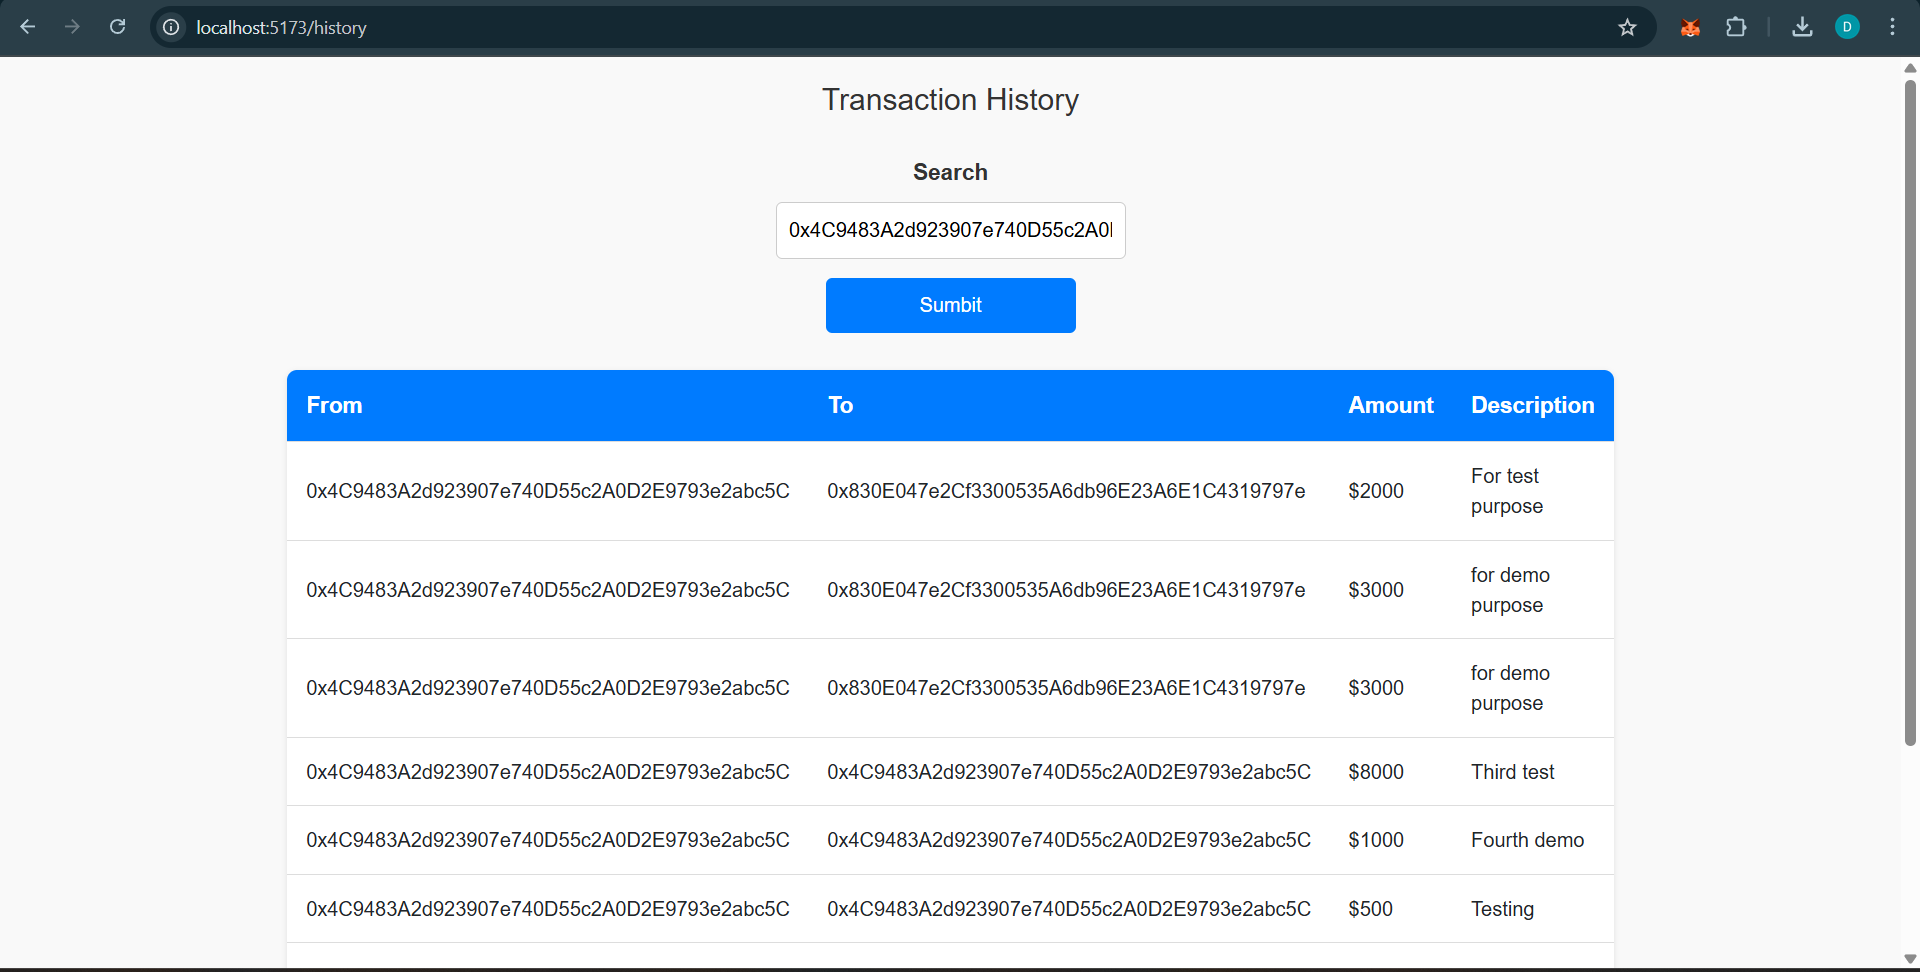 localhost:5173/history
D
Transaction History
Search
0x4C9483A2d923907e740D55c2A0
Sumbit
From To Amount Description
0x4C9483A2d923907e740D55c2A0D2E9793e2abc5C 0x830E047e2Cf3300535A6db96E23A6E1C4319797e $2000 For test
purpose
0x4C9483A2d923907e740D55c2A0D2E9793e2abc5C 0x830E047e2Cf3300535A6db96E23A6E1C4319797e $3000 for demo
purpose
0x4C9483A2d923907e740D55c2A0D2E9793e2abc5C 0x830E047e2Cf3300535A6db96E23A6E1C4319797e $3000 for demo
purpose
0x4C9483A2d923907e740D55c2A0D2E9793e2abc5C 0x4C9483A2d923907e740D55c2A0D2E9793e2abc5C $8000 Third test
0x4C9483A2d923907e740D55c2A0D2E9793e2abc5C 0x4C9483A2d923907e740D55c2A0D2E9793e2abc5C $1000 Fourth demo
0x4C9483A2d923907e740D55c2A0D2E9793e2abc5C 0x4C9483A2d923907e740D55c2A0D2E9793e2abc5C $500 Testing